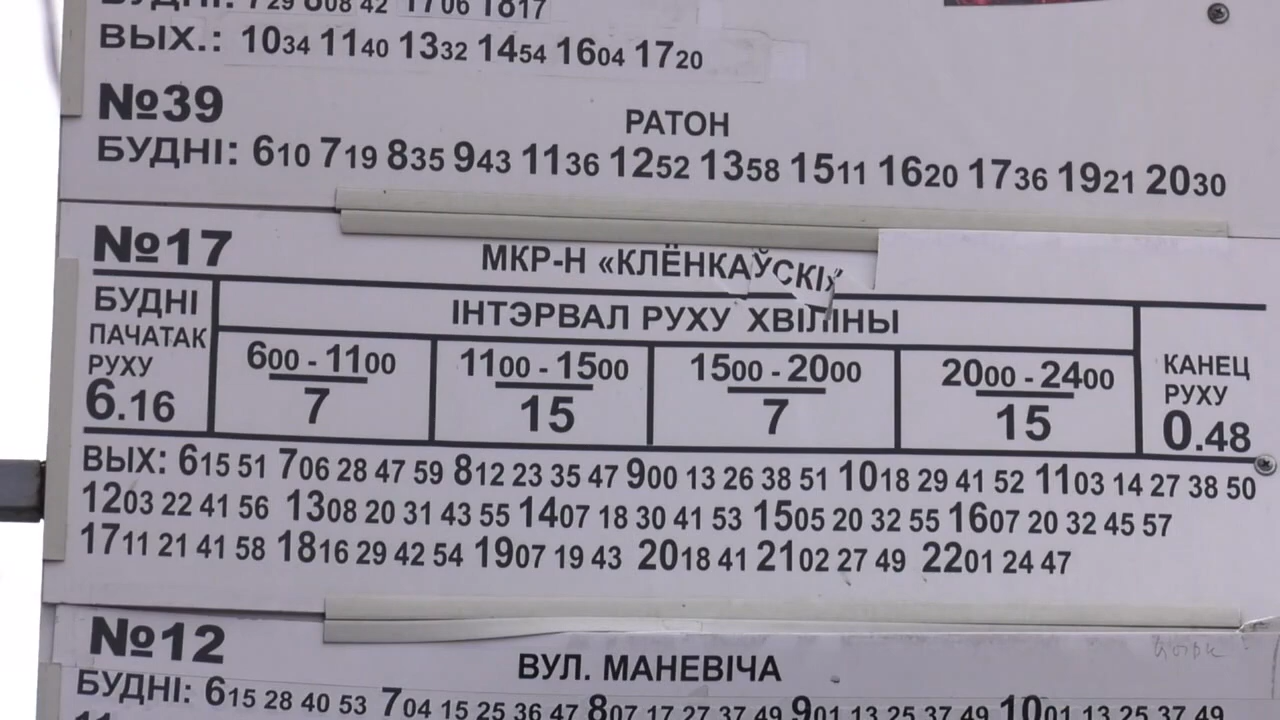 БУДНІ: 729 808 42 1706 1817
ВЫХ.: 1034 1140 1332 1454 1604 1720
№39
РАТОН
БУДНІ: 610 719 835 943 1136 1252 1358 1511 1620 1736 1921 2030
№17
МКР-Н «КЛЁНКАЎСКІ»
БУДНІ
ПАЧАТАК
РУХУ
6.16
ІНТЭРВАЛ РУХУ ХВІЛІНЫ
600 - 1100
7
1100 - 1500
15
1500 - 2000
7
2000 - 2400
15
КАНЕЦ
РУХУ
0.48
ВЫХ: 615 51 706 28 47 59 812 23 35 47 900 13 26 38 51 1018 29 41 52 1103 14 27 38 50
1203 22 41 56 1308 20 31 43 55 1407 18 30 41 53 1505 20 32 55 1607 20 32 45 57
1711 21 41 58 1816 29 42 54 1907 19 43 2018 41 2102 27 49 2201 24 47
№12
ВУЛ. МАНЕВІЧА
БУДНІ: 615 28 40 53 704 15 25 36 47 807 17 27 37 49 901 13 25 37 49 1001 13 25 37 49